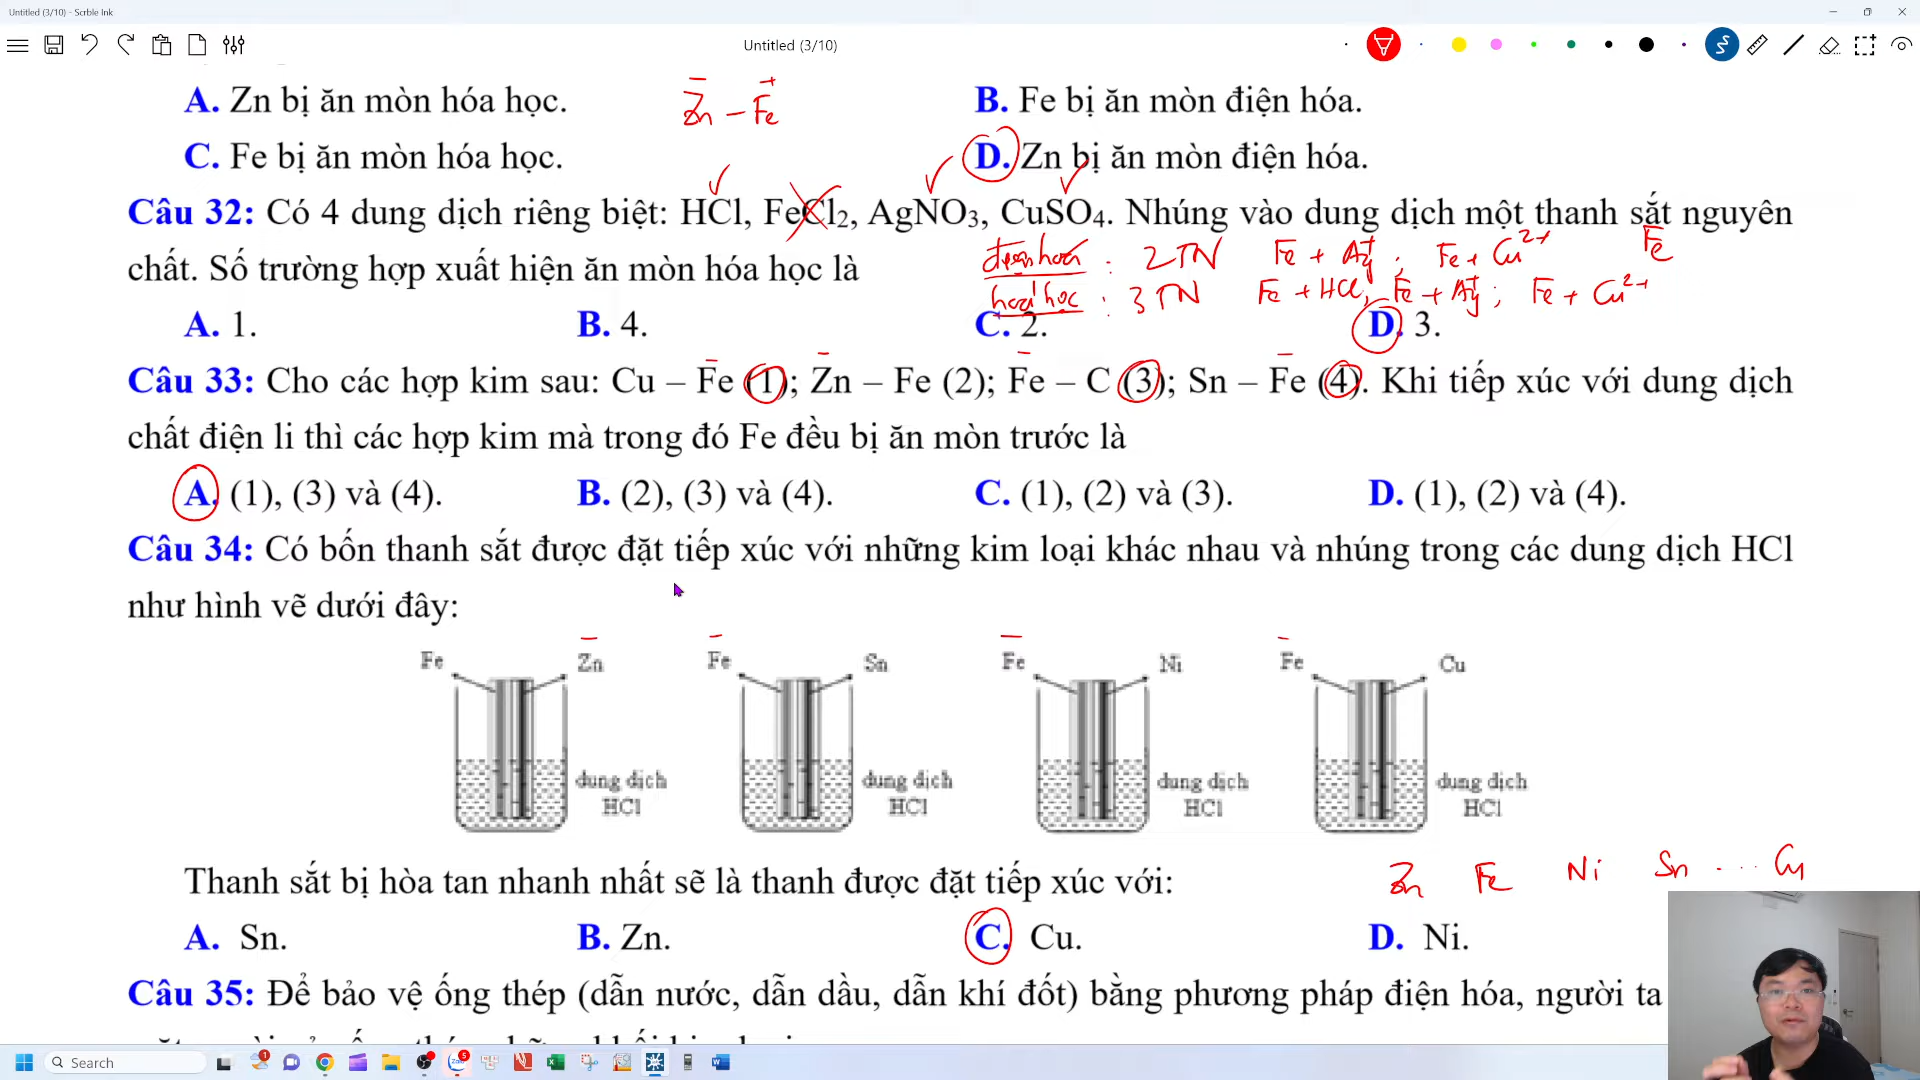 Untitled (3/10) - Scrble Ink
Untitled (3/10)
A. Zn bị ăn mòn hóa học. Zn - Fe B. Fe bị ăn mòn điện hóa.
C. Fe bị ăn mòn hóa học. D. Zn bị ăn mòn điện hóa.
Câu 32: Có 4 dung dịch riêng biệt: HCl, FeCl₂, AgNO₃, CuSO₄. Nhúng vào dung dịch một thanh sắt nguyên
điện hoá : 2TN Fe + Ag⁺ ; Fe + Cu²⁺ Fe
chất. Số trường hợp xuất hiện ăn mòn hóa học là
hoá học : 3TN Fe + HCl, Fe + Ag⁺ ; Fe + Cu²⁺
A. 1. B. 4. C. 2. D. 3.
Câu 33: Cho các hợp kim sau: Cu – Fe (1); Zn – Fe (2); Fe – C (3); Sn – Fe (4). Khi tiếp xúc với dung dịch
chất điện li thì các hợp kim mà trong đó Fe đều bị ăn mòn trước là
A. (1), (3) và (4). B. (2), (3) và (4). C. (1), (2) và (3). D. (1), (2) và (4).
Câu 34: Có bốn thanh sắt được đặt tiếp xúc với những kim loại khác nhau và nhúng trong các dung dịch HCl
như hình vẽ dưới đây:
Fe Zn Fe Sn Fe Ni Fe Cu
dung dịch dung dịch dung dịch dung dịch
HCl HCl HCl HCl
Thanh sắt bị hòa tan nhanh nhất sẽ là thanh được đặt tiếp xúc với: Zn Fe Ni Sn ... Cu
A. Sn. B. Zn. C. Cu. D. Ni.
Câu 35: Để bảo vệ ống thép (dẫn nước, dẫn dầu, dẫn khí đốt) bằng phương pháp điện hóa, người ta
Search